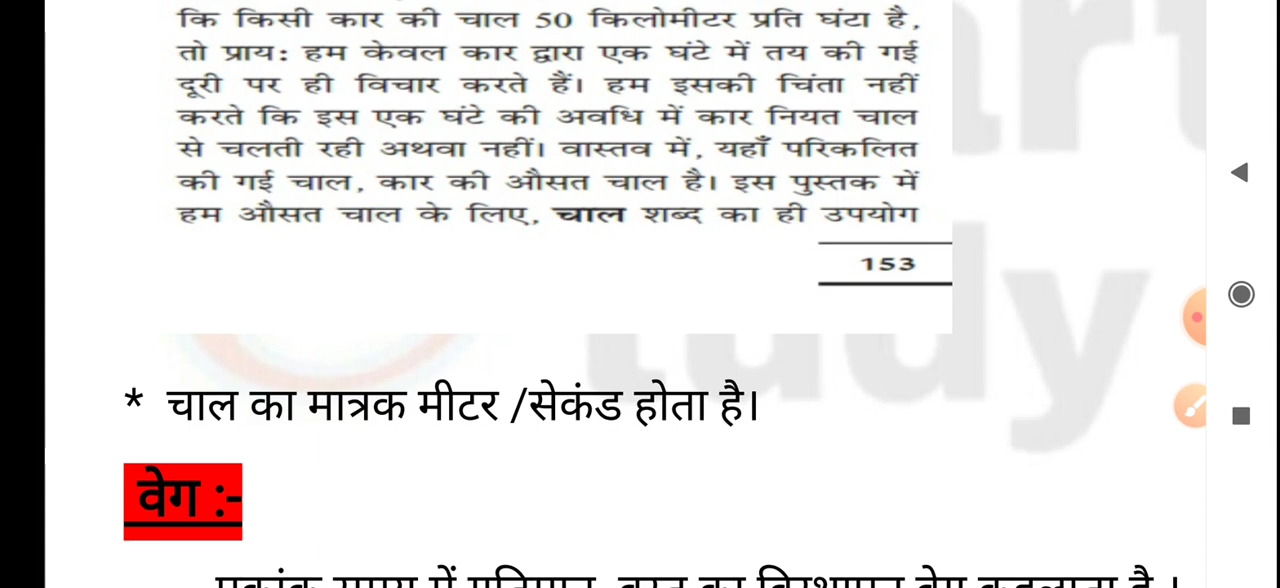 कि किसी कार की चाल 50 किलोमीटर प्रति घंटा है,
तो प्राय: हम केवल कार द्वारा एक घंटे में तय की गई
दूरी पर ही विचार करते हैं। हम इसकी चिंता नहीं
करते कि इस एक घंटे की अवधि में कार नियत चाल
से चलती रही अथवा नहीं। वास्तव में, यहाँ परिकलित
की गई चाल, कार की औसत चाल है। इस पुस्तक में
हम औसत चाल के लिए, चाल शब्द का ही उपयोग
153
* चाल का मात्रक मीटर /सेकंड होता है।
वेग :-